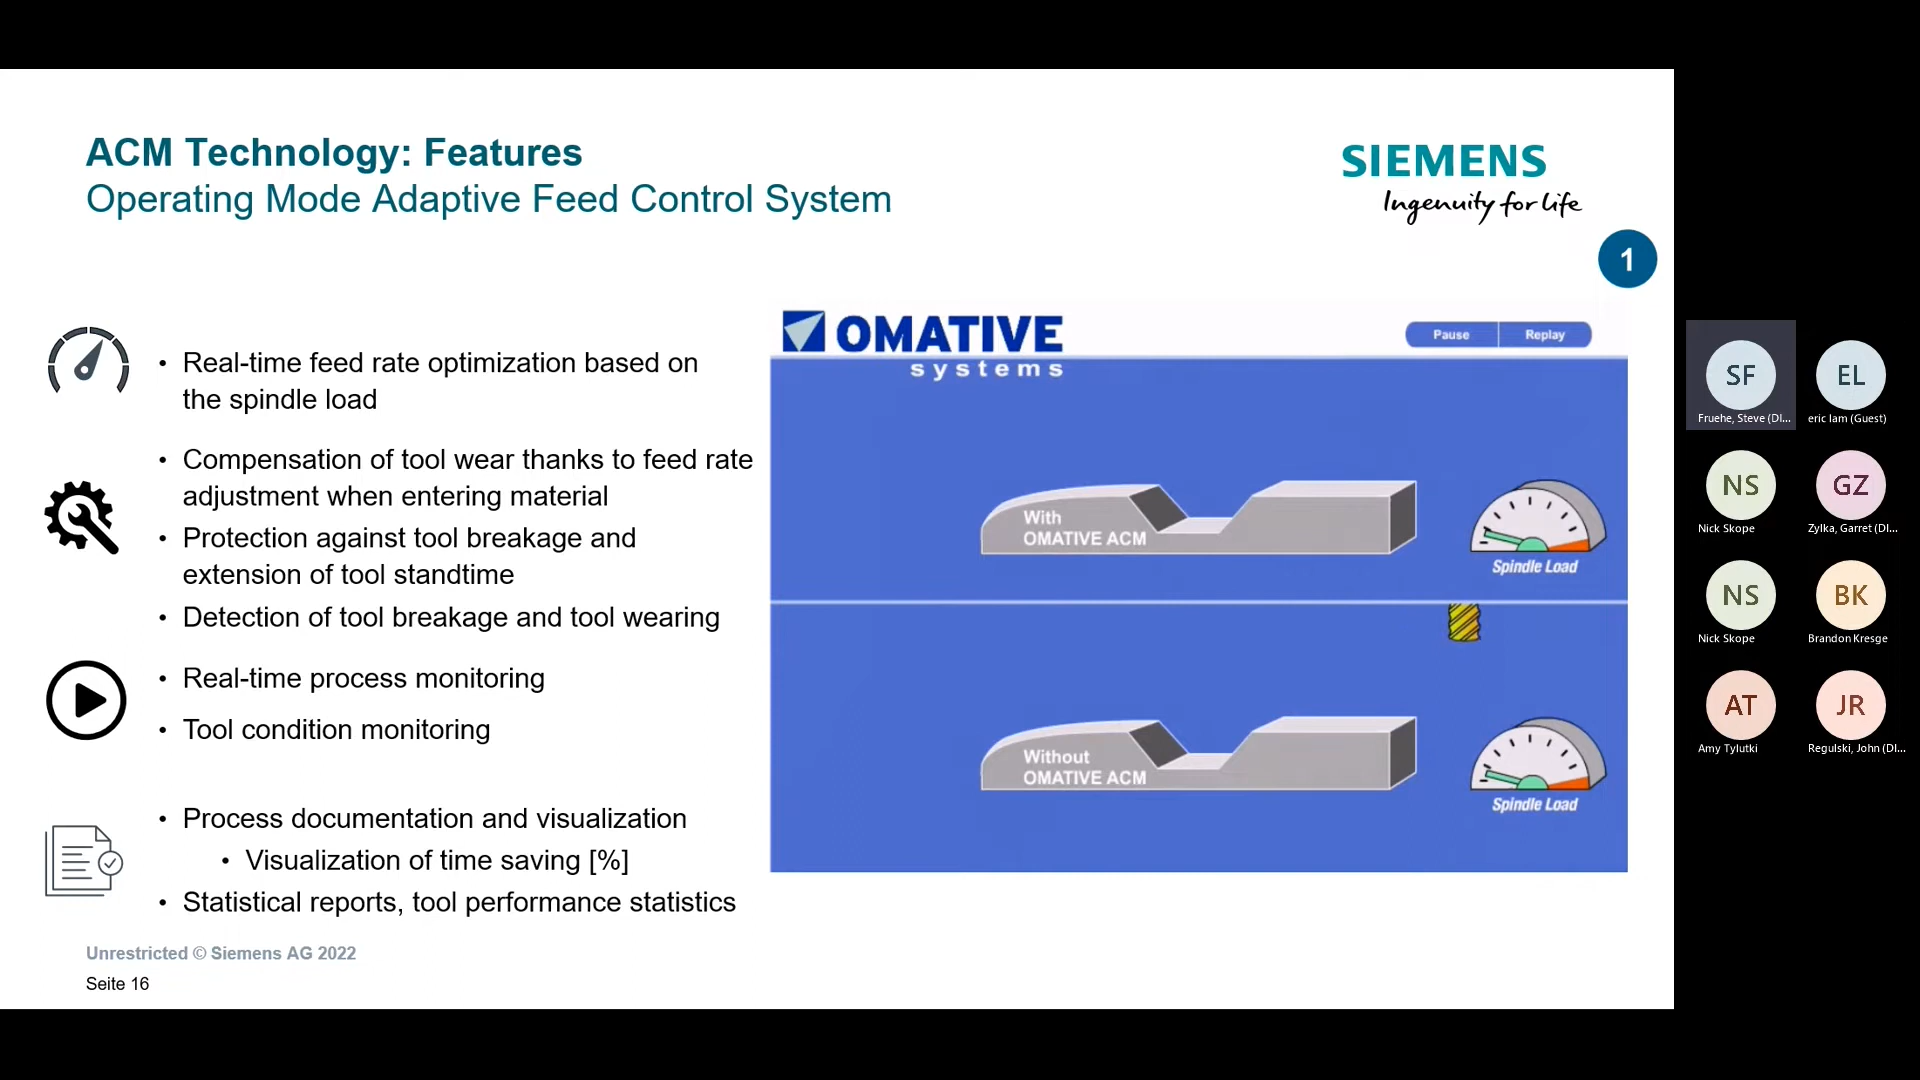 ACM Technology: Features
Operating Mode Adaptive Feed Control System
SIEMENS
Ingenuity for life
1
• Real-time feed rate optimization based on
the spindle load
• Compensation of tool wear thanks to feed rate
adjustment when entering material
• Protection against tool breakage and
extension of tool standtime
• Detection of tool breakage and tool wearing
• Real-time process monitoring
• Tool condition monitoring
• Process documentation and visualization
• Visualization of time saving [%]
• Statistical reports, tool performance statistics
OMATIVE
systems
Pause
Replay
With
OMATIVE ACM
Spindle Load
Without
OMATIVE ACM
Spindle Load
Unrestricted © Siemens AG 2022
Seite 16
SF
Fruehe, Steve (DI...
EL
eric lam (Guest)
NS
Nick Skope
GZ
Zylka, Garret (DI...
NS
Nick Skope
BK
Brandon Kresge
AT
Amy Tylutki
JR
Regulski, John (DI...